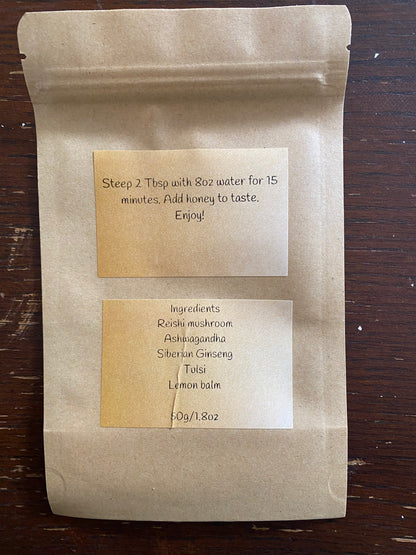 Steep 2 Tbsp with 8oz water for 15
minutes. Add honey to taste.
Enjoy!
Ingredients
Reishi mushroom
Ashwagandha
Siberian Ginseng
Tulsi
Lemon balm
50g/1.8oz